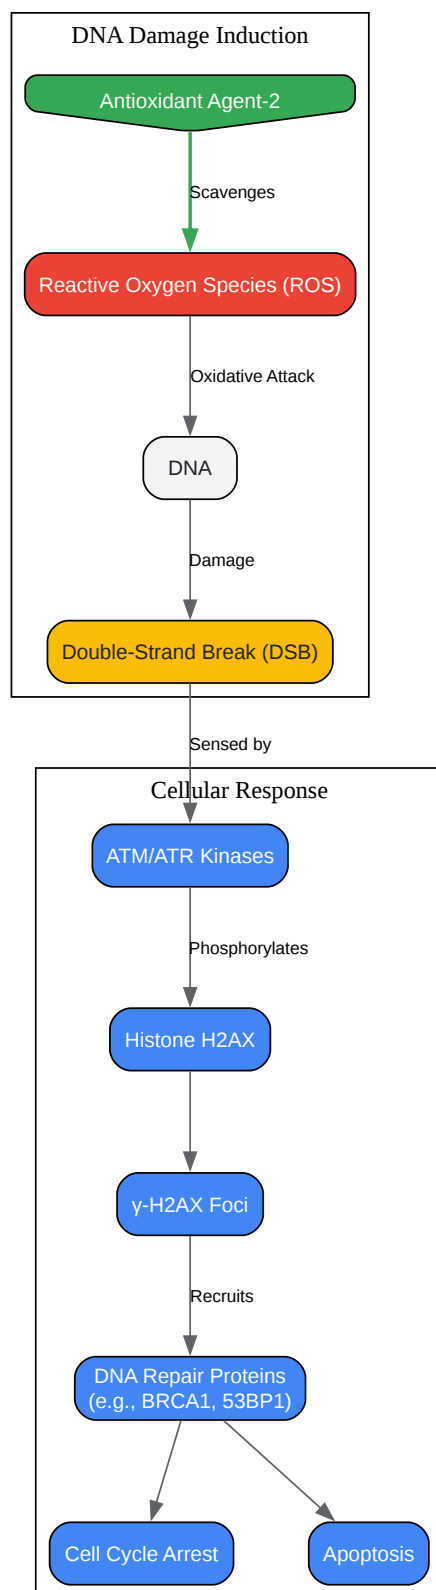 DNA Damage Induction
Antioxidant Agent-2
Scavenges
Reactive Oxygen Species (ROS)
Oxidative Attack
DNA
Damage
Double-Strand Break (DSB)
Sensed by
Cellular Response
ATM/ATR Kinases
Phosphorylates
Histone H2AX
γ-H2AX Foci
Recruits
DNA Repair Proteins
(e.g., BRCA1, 53BP1)
Cell Cycle Arrest
Apoptosis